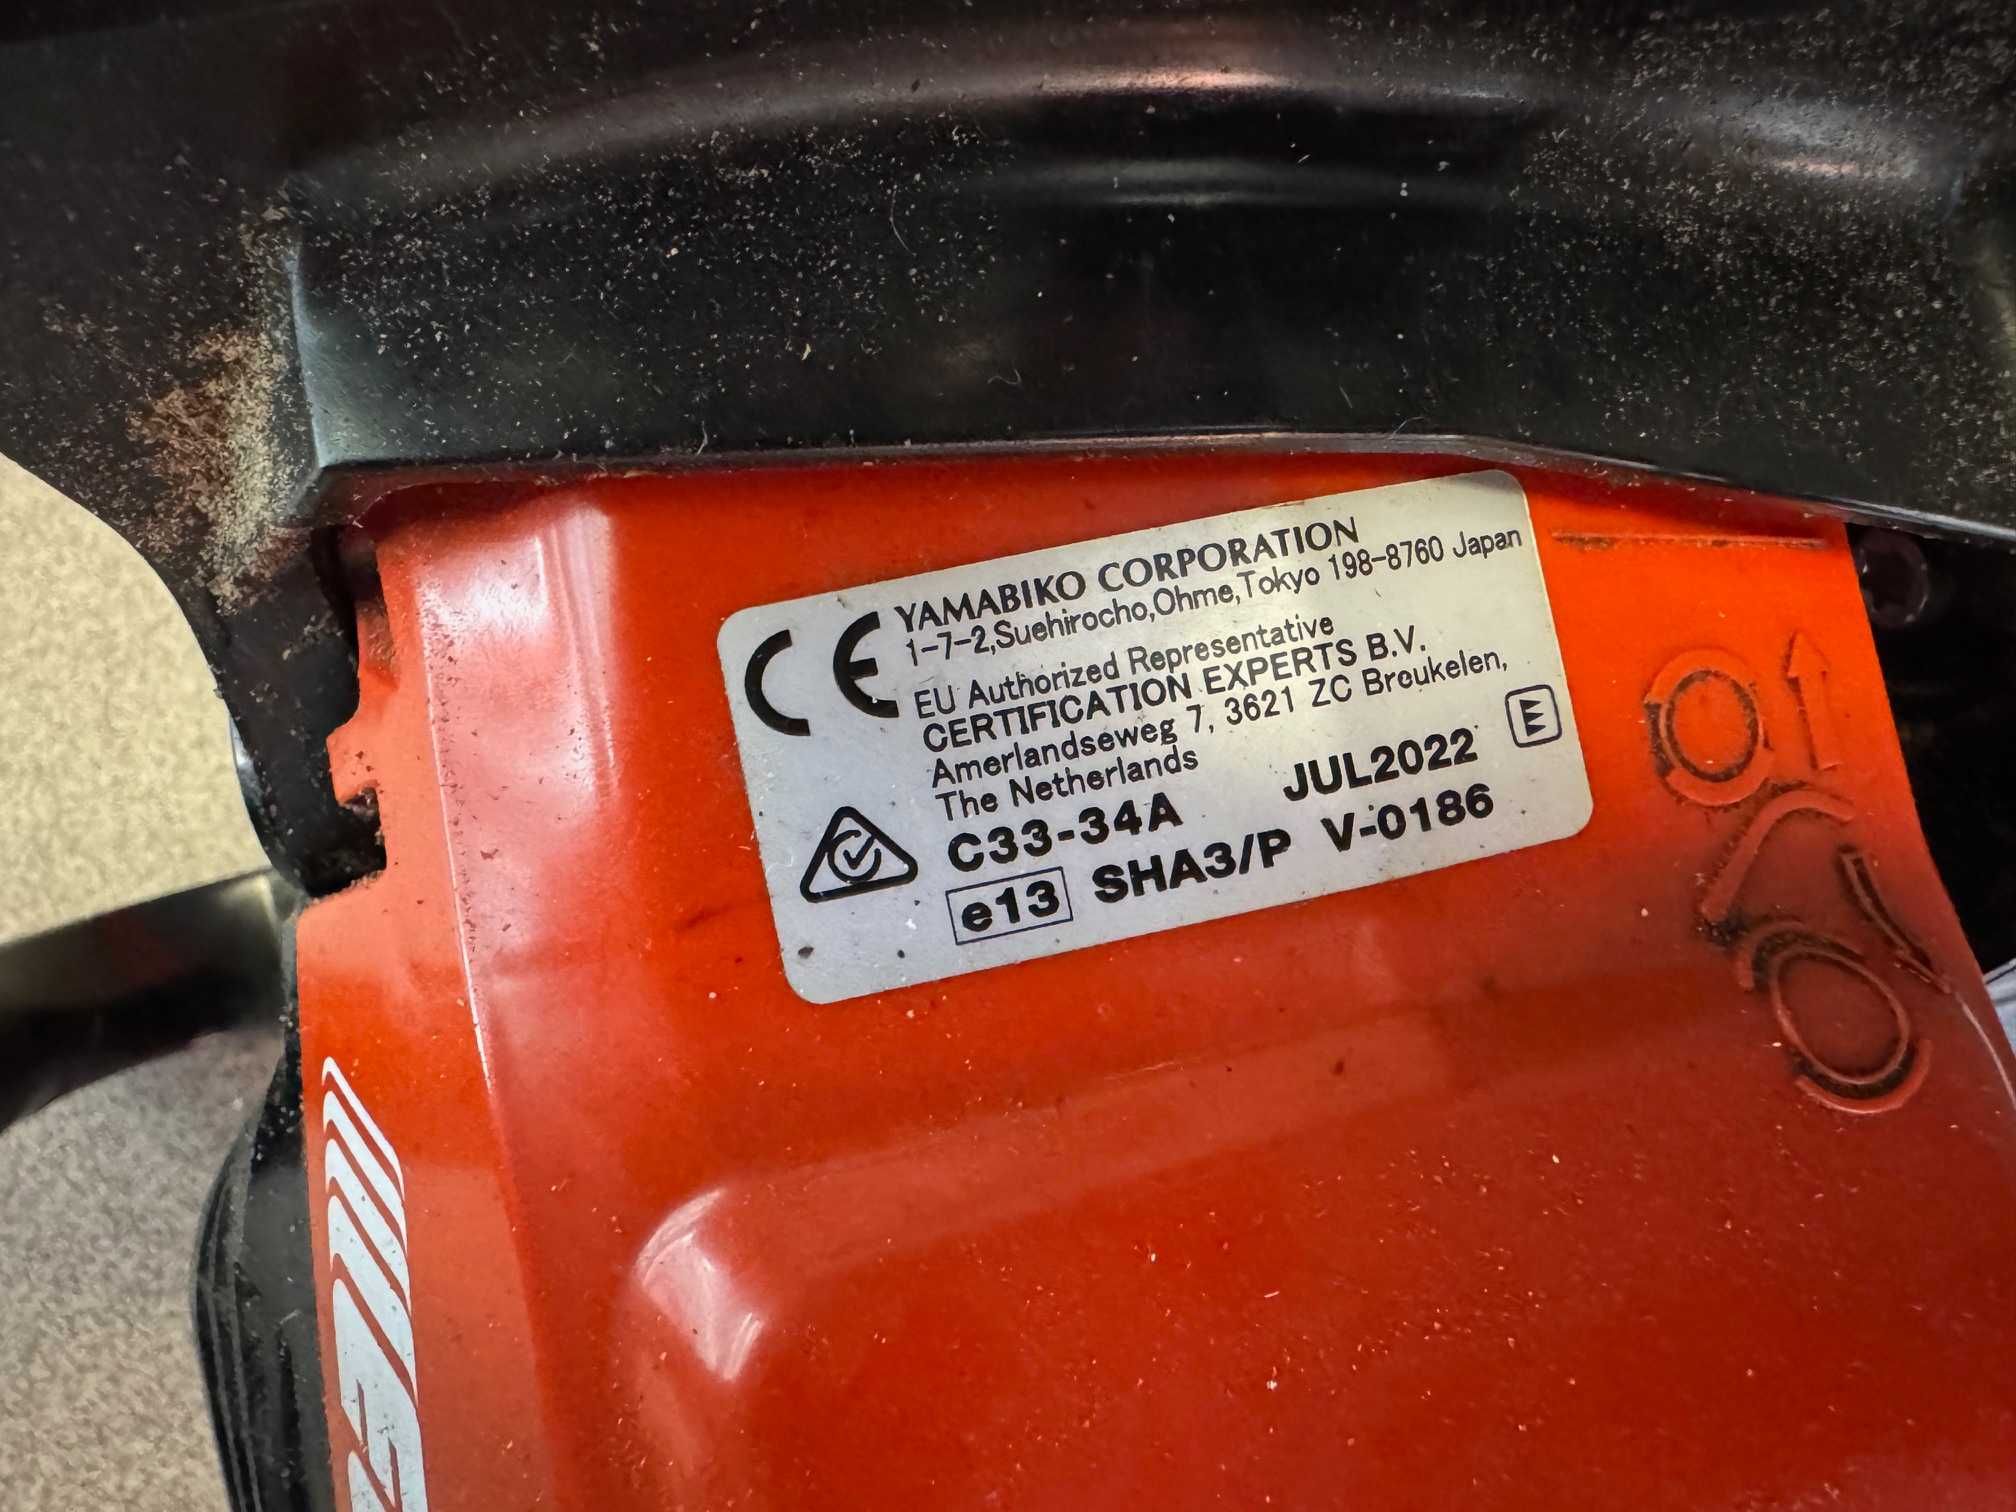 CE YAMABIKO CORPORATION
1-7-2,Suehirocho,Ohme,Tokyo 198-8760 Japan
EU Authorized Representative
CERTIFICATION EXPERTS B.V.
Amerlandseweg 7, 3621 ZC Breukelen,
The Netherlands
C33-34A JUL2022 E
e13 SHA3/P V-0186